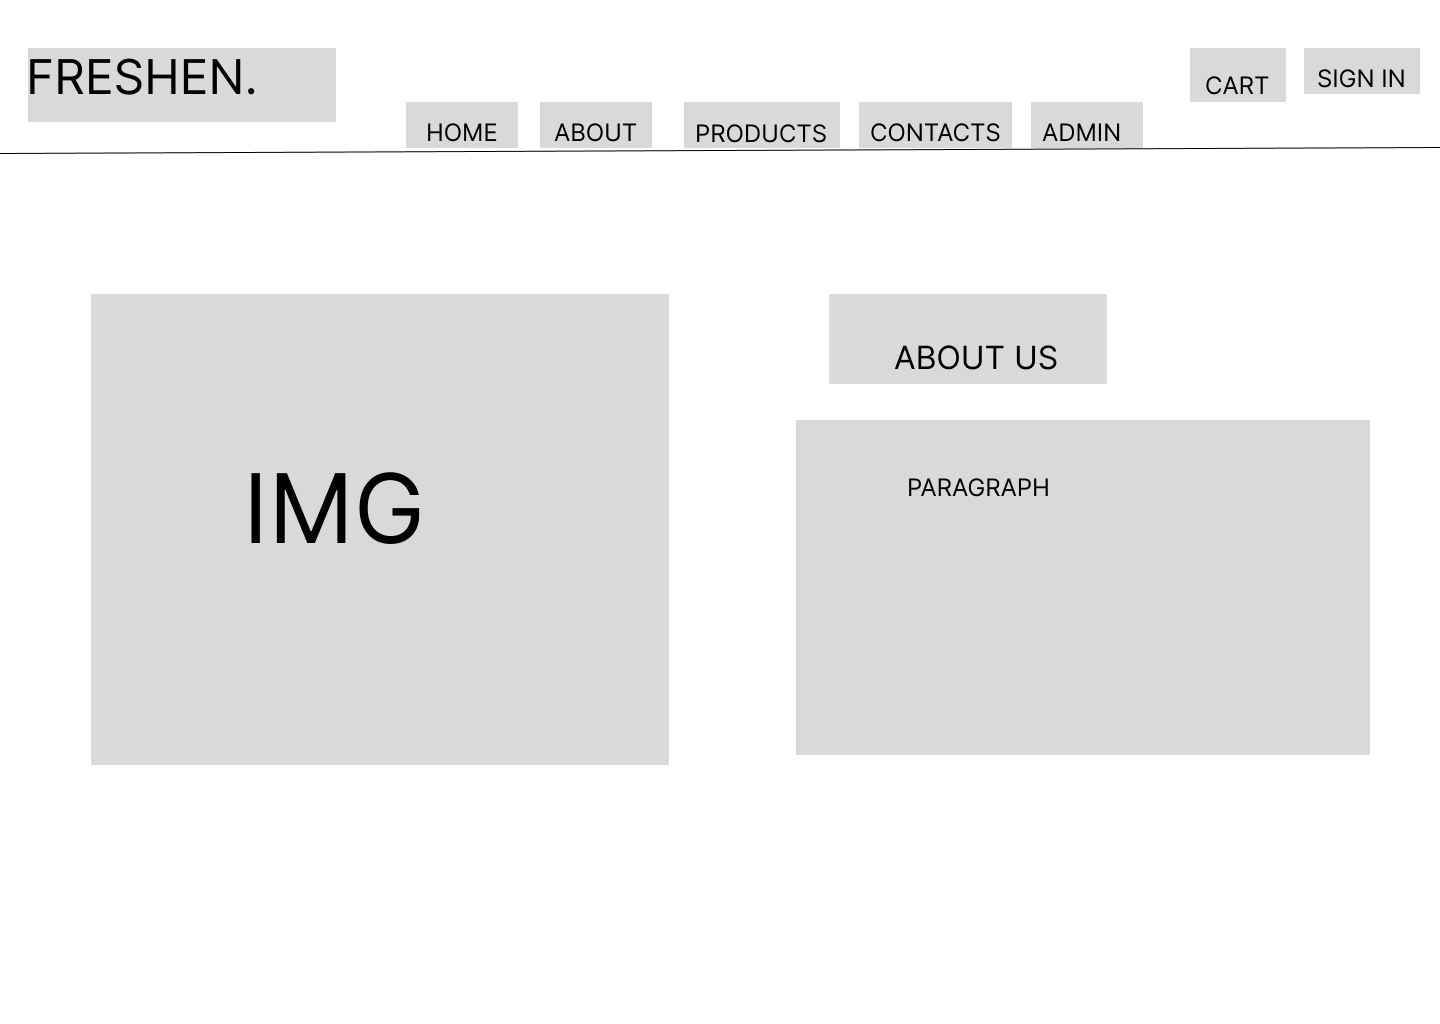 FRESHEN.
CART
SIGN IN
HOME
ABOUT
PRODUCTS
CONTACTS
ADMIN
IMG
ABOUT US
PARAGRAPH